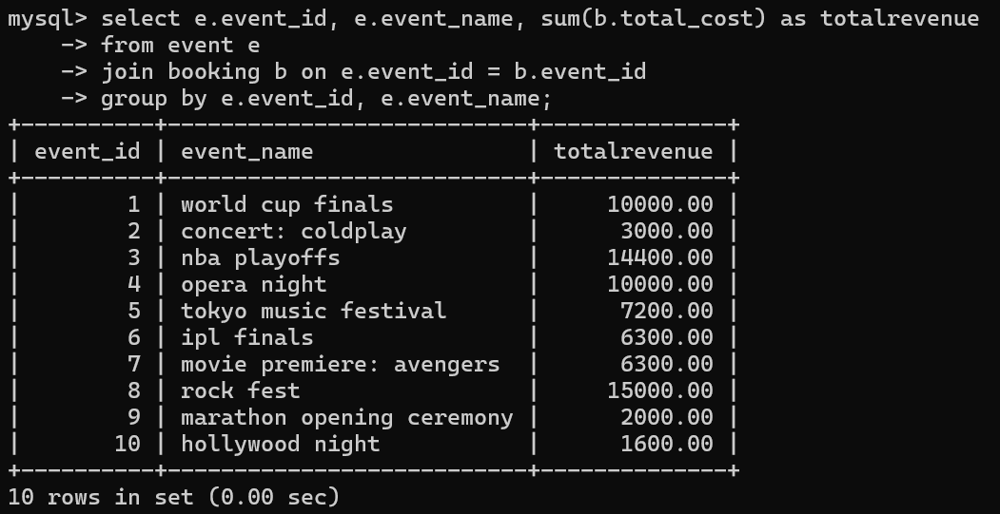 mysql> select e.event_id, e.event_name, sum(b.total_cost) as totalrevenue
    -> from event e
    -> join booking b on e.event_id = b.event_id
    -> group by e.event_id, e.event_name;
+----------+---------------------------+--------------+
| event_id | event_name                | totalrevenue |
+----------+---------------------------+--------------+
|        1 | world cup finals          |     10000.00 |
|        2 | concert: coldplay         |      3000.00 |
|        3 | nba playoffs              |     14400.00 |
|        4 | opera night               |     10000.00 |
|        5 | tokyo music festival      |      7200.00 |
|        6 | ipl finals                |      6300.00 |
|        7 | movie premiere: avengers  |      6300.00 |
|        8 | rock fest                 |     15000.00 |
|        9 | marathon opening ceremony |      2000.00 |
|       10 | hollywood night           |      1600.00 |
+----------+---------------------------+--------------+
10 rows in set (0.00 sec)